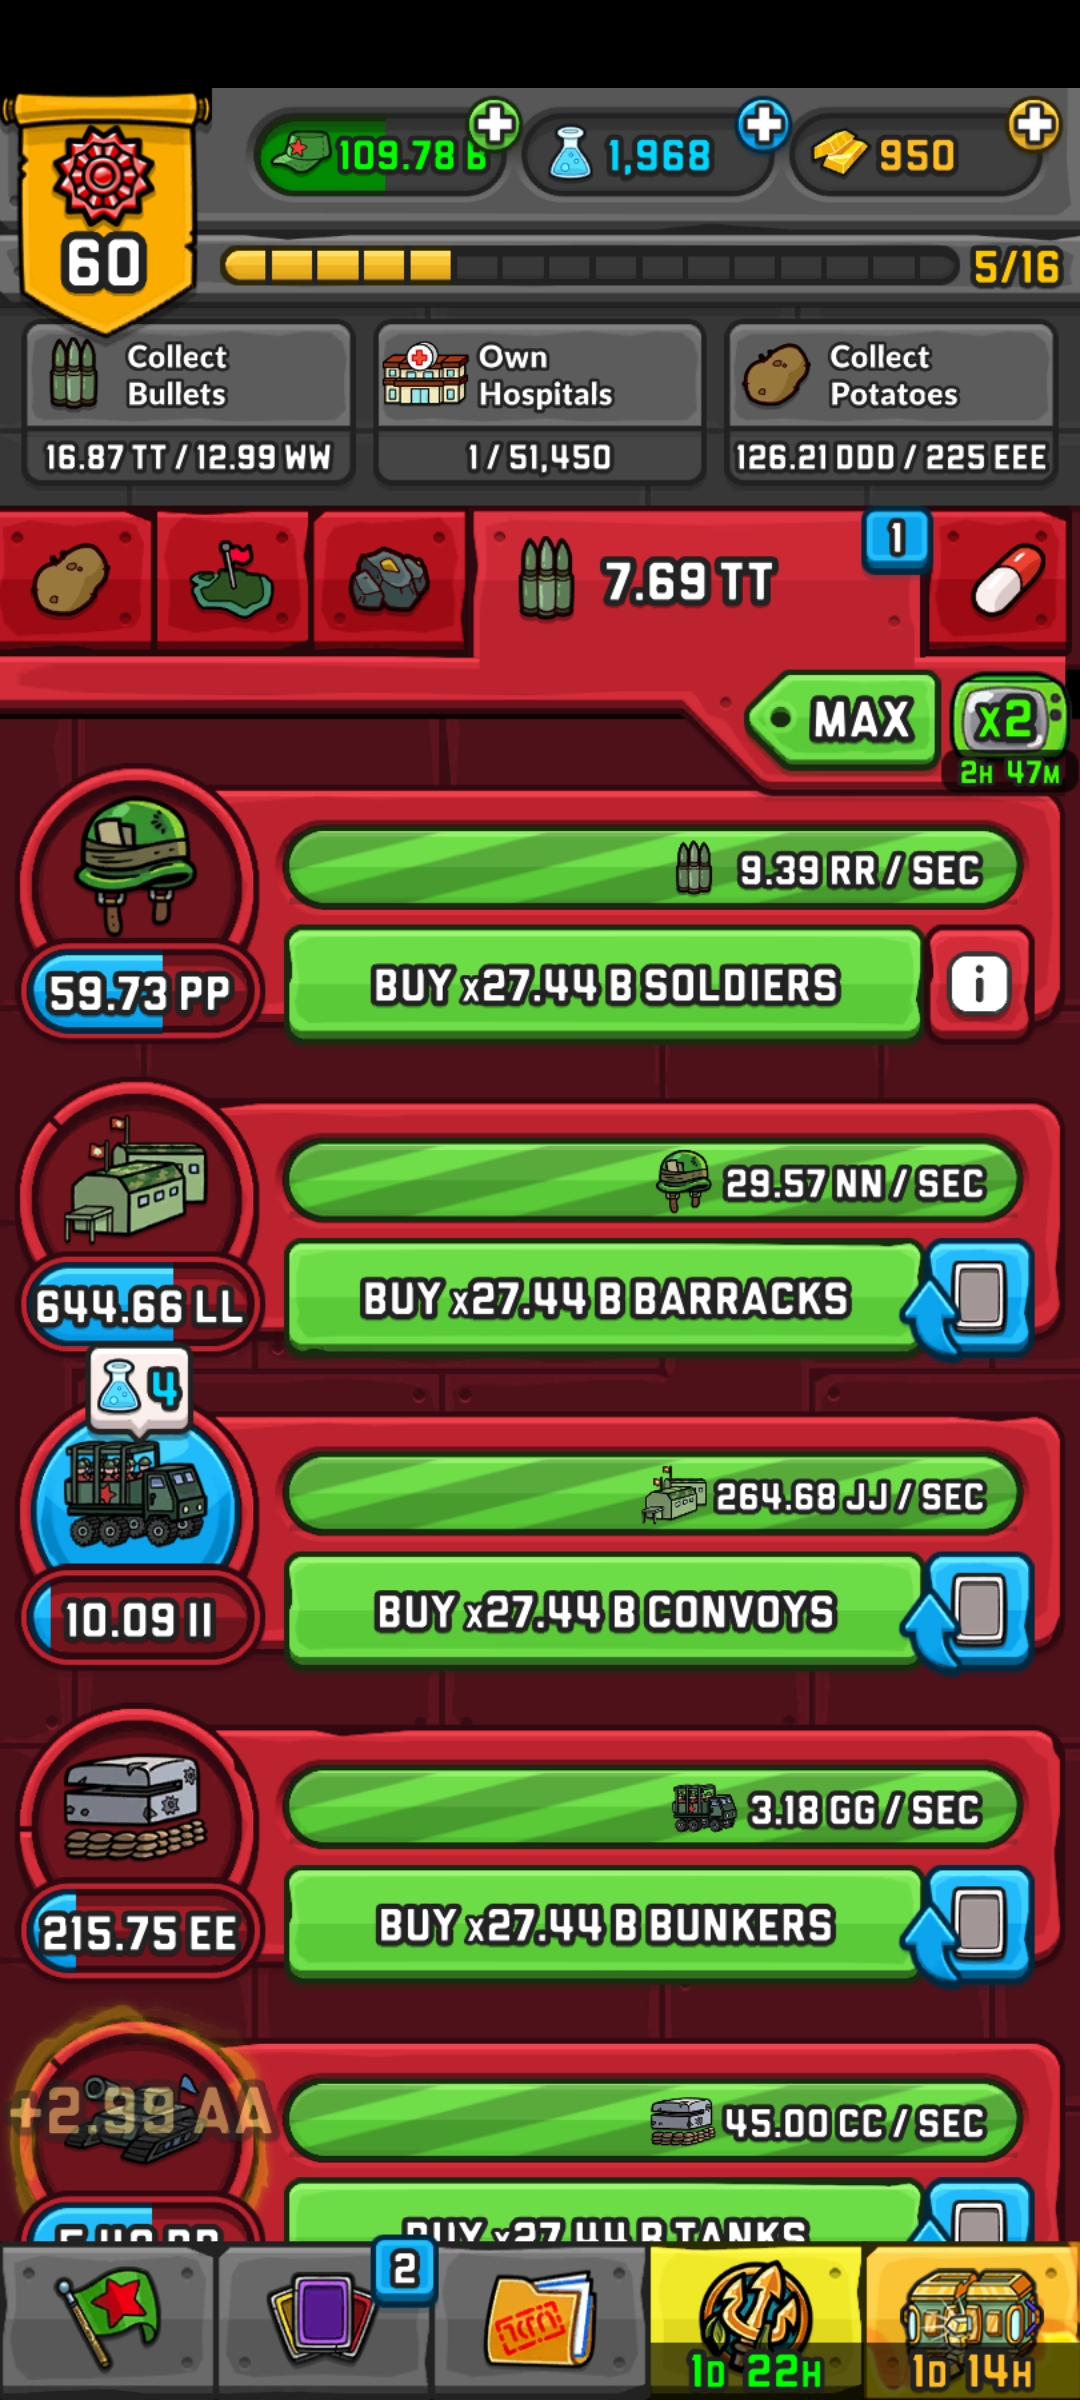 109.78 B
1,968
950
60
5/16
Collect
Bullets
16.87 TT / 12.99 WW
Own
Hospitals
1 / 51,450
Collect
Potatoes
126.21 DDD / 225 EEE
7.69 TT
1
MAX
x2
2H 47M
9.39 RR / SEC
59.73 PP
BUY x27.44 B SOLDIERS
i
29.57 NN / SEC
644.66 LL
BUY x27.44 B BARRACKS
4
264.68 JJ / SEC
10.09 II
BUY x27.44 B CONVOYS
3.18 GG / SEC
215.75 EE
BUY x27.44 B BUNKERS
+2.99 AA
45.00 CC / SEC
BUY x27.44 B TANKS
2
1D 22H
1D 14H